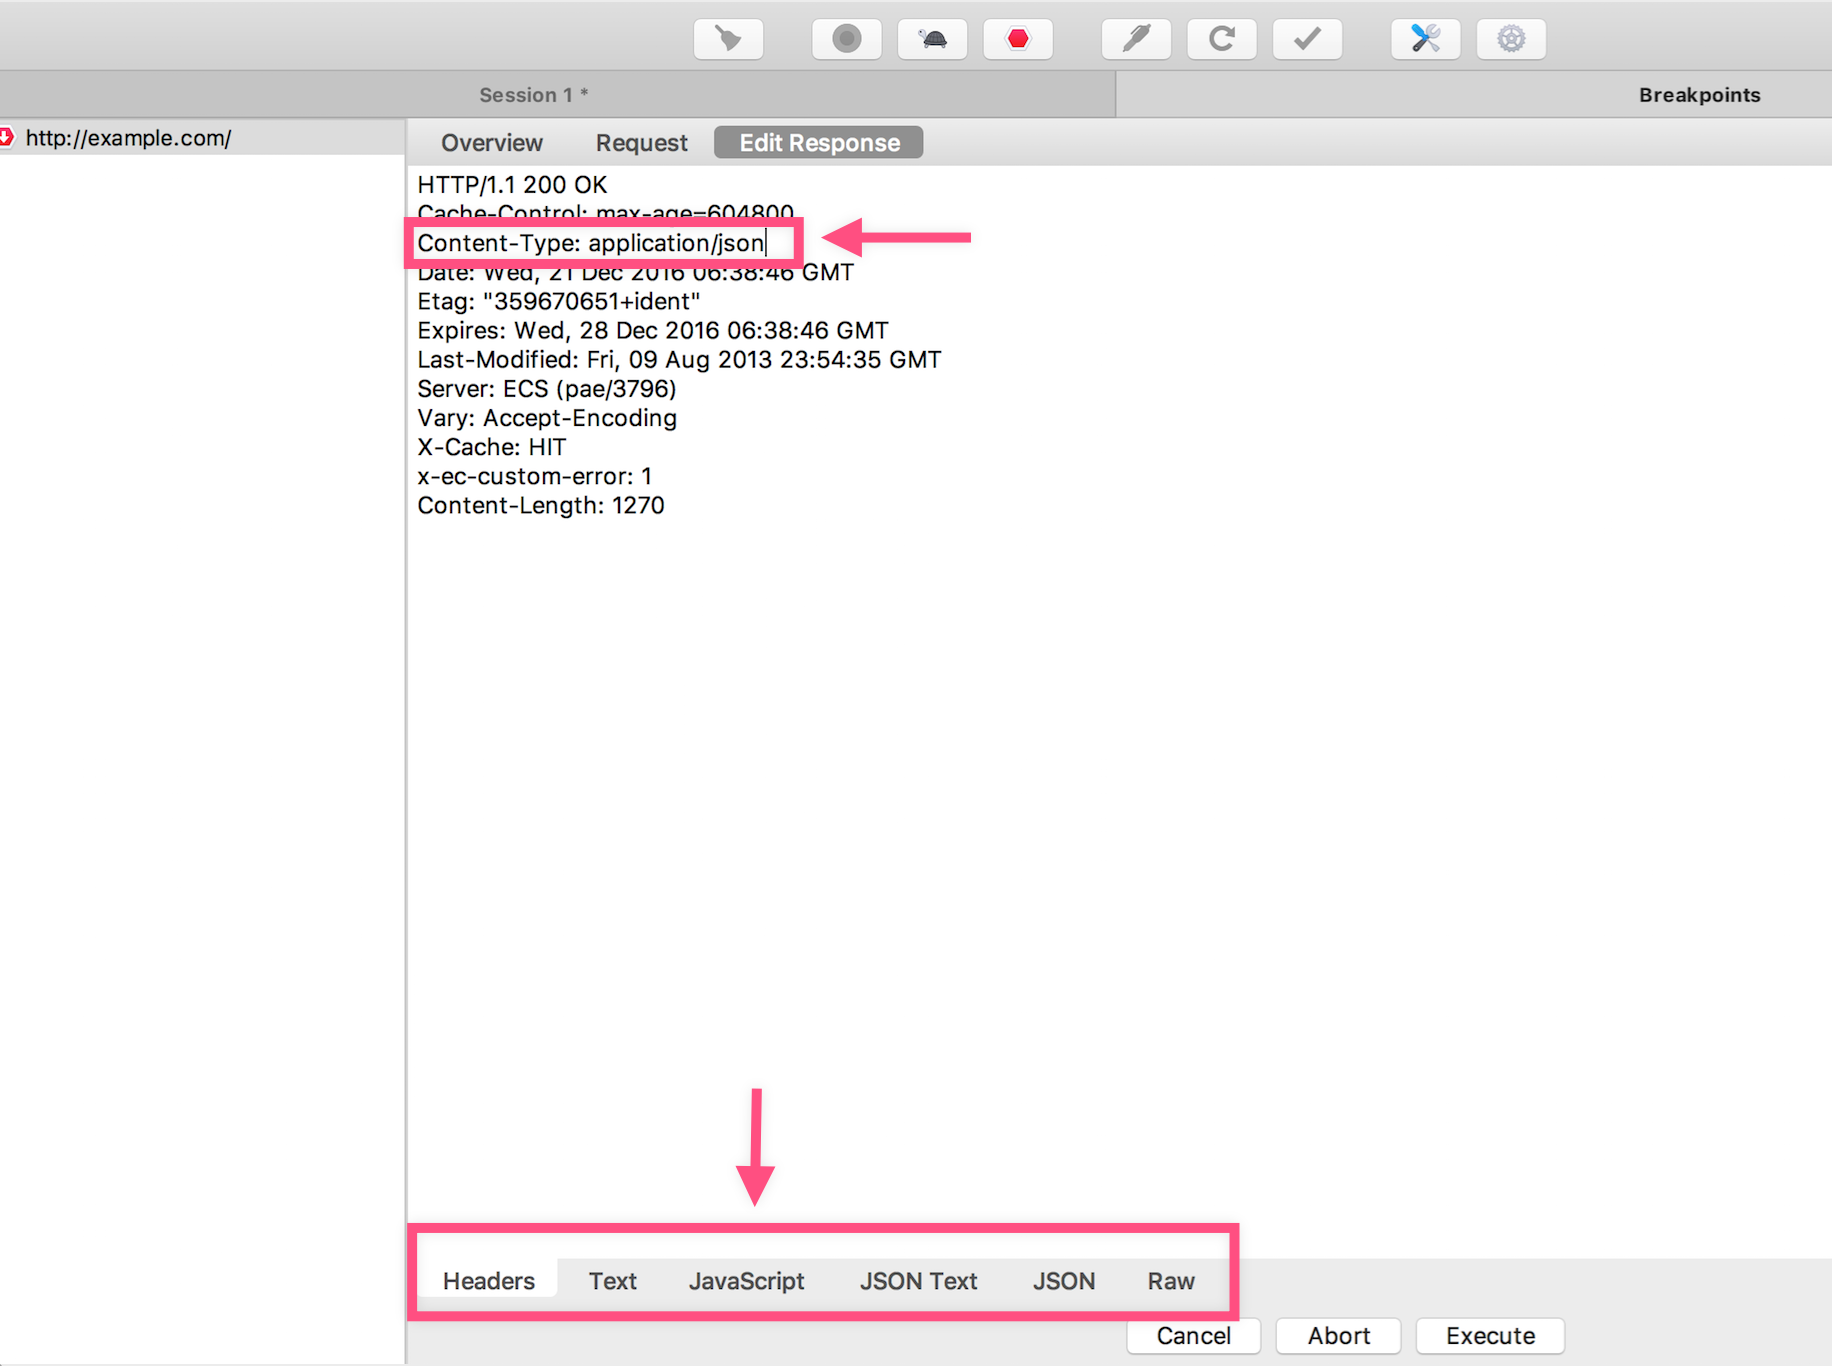 Session 1 *
Breakpoints
http://example.com/
Overview
Request
Edit Response
HTTP/1.1 200 OK
Cache-Control: max-age=604800
Content-Type: application/json
Date: Wed, 21 Dec 2016 06:38:46 GMT
Etag: "359670651+ident"
Expires: Wed, 28 Dec 2016 06:38:46 GMT
Last-Modified: Fri, 09 Aug 2013 23:54:35 GMT
Server: ECS (pae/3796)
Vary: Accept-Encoding
X-Cache: HIT
x-ec-custom-error: 1
Content-Length: 1270
Headers
Text
JavaScript
JSON Text
JSON
Raw
Cancel
Abort
Execute